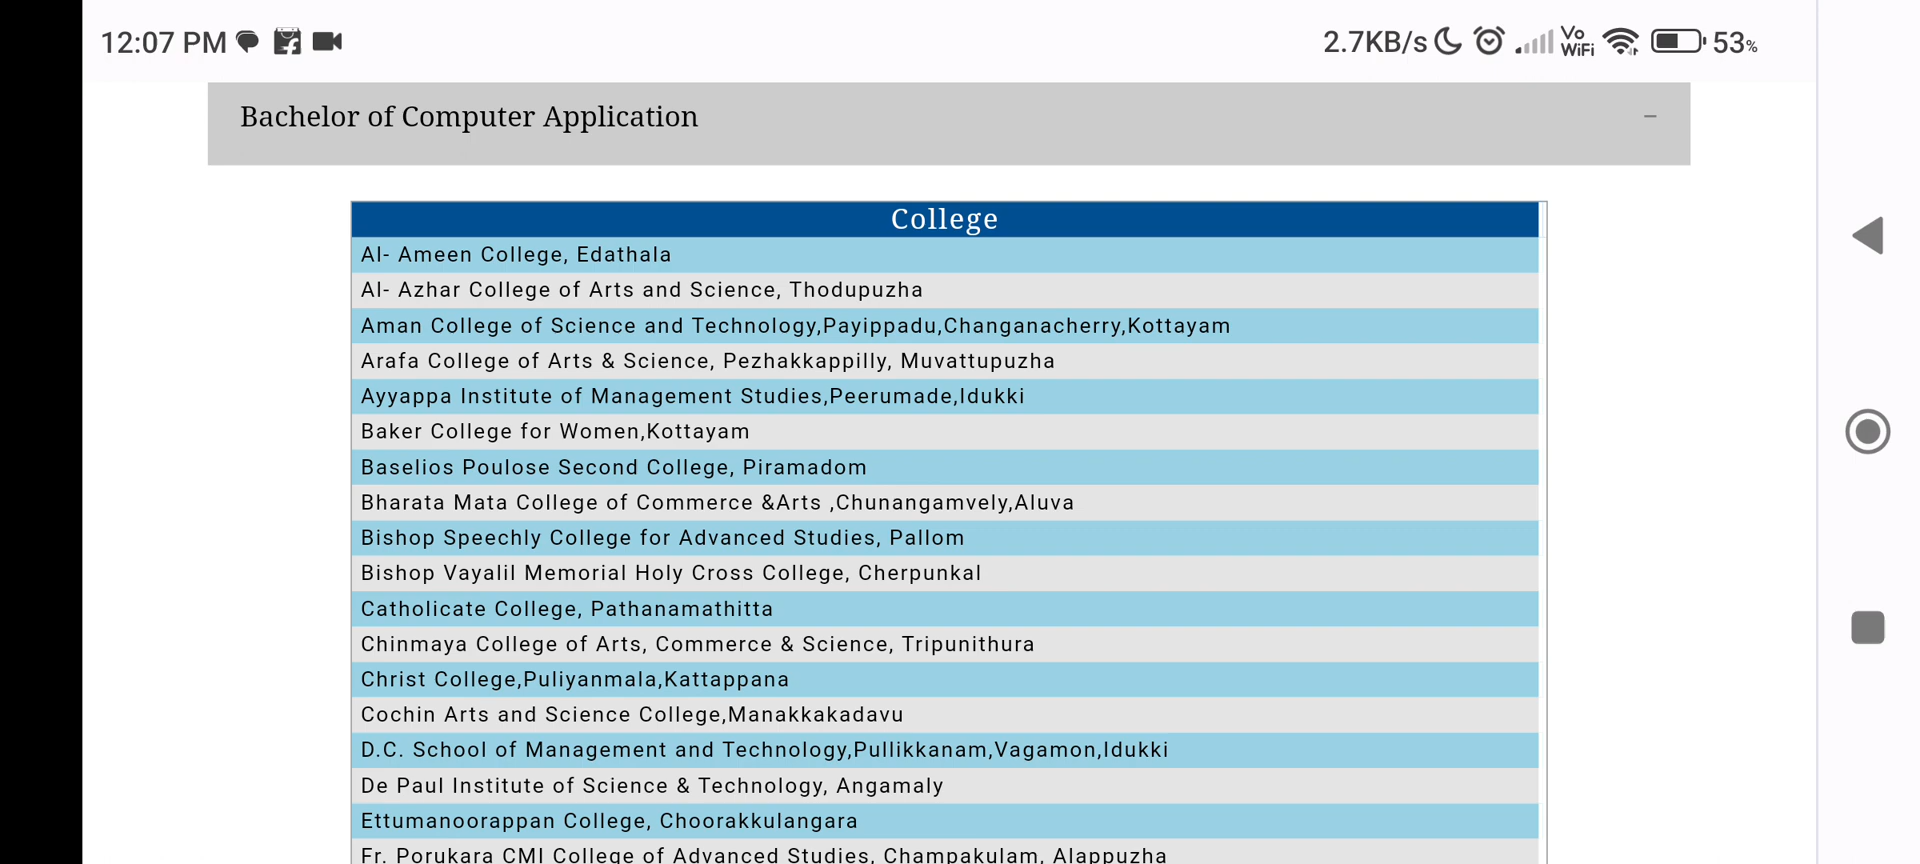 12:07 PM
2.7KB/s
Vo
WiFi
53%
Bachelor of Computer Application
–
College
Al- Ameen College, Edathala
Al- Azhar College of Arts and Science, Thodupuzha
Aman College of Science and Technology,Payippadu,Changanacherry,Kottayam
Arafa College of Arts & Science, Pezhakkappilly, Muvattupuzha
Ayyappa Institute of Management Studies,Peerumade,Idukki
Baker College for Women,Kottayam
Baselios Poulose Second College, Piramadom
Bharata Mata College of Commerce &Arts ,Chunangamvely,Aluva
Bishop Speechly College for Advanced Studies, Pallom
Bishop Vayalil Memorial Holy Cross College, Cherpunkal
Catholicate College, Pathanamathitta
Chinmaya College of Arts, Commerce & Science, Tripunithura
Christ College,Puliyanmala,Kattappana
Cochin Arts and Science College,Manakkakadavu
D.C. School of Management and Technology,Pullikkanam,Vagamon,Idukki
De Paul Institute of Science & Technology, Angamaly
Ettumanoorappan College, Choorakkulangara
Fr. Porukara CMI College of Advanced Studies, Champakulam, Alappuzha